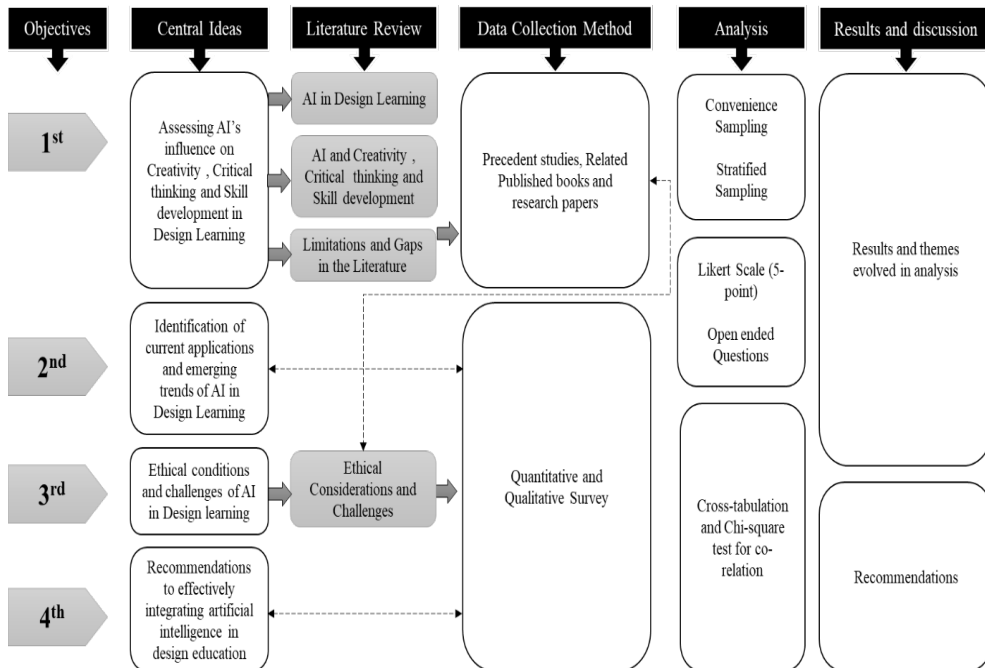 Objectives
Central Ideas
Literature Review
Data Collection Method
Analysis
Results and discussion
1st
Assessing AI's
influence on
Creativity , Critical
thinking and Skill
development in
Design Learning
AI in Design Learning
AI and Creativity ,
Critical thinking and
Skill development
Limitations and Gaps
in the Literature
Precedent studies, Related
Published books and
research papers
Convenience
Sampling
Stratified
Sampling
Likert Scale (5-
point)
Open ended
Questions
Results and themes
evolved in analysis
2nd
Identification of
current applications
and emerging
trends of AI in
Design Learning
3rd
Ethical conditions
and challenges of AI
in Design learning
Ethical
Considerations and
Challenges
Quantitative and
Qualitative Survey
Cross-tabulation
and Chi-square
test for co-
relation
4th
Recommendations
to effectively
integrating artificial
intelligence in
design education
Recommendations